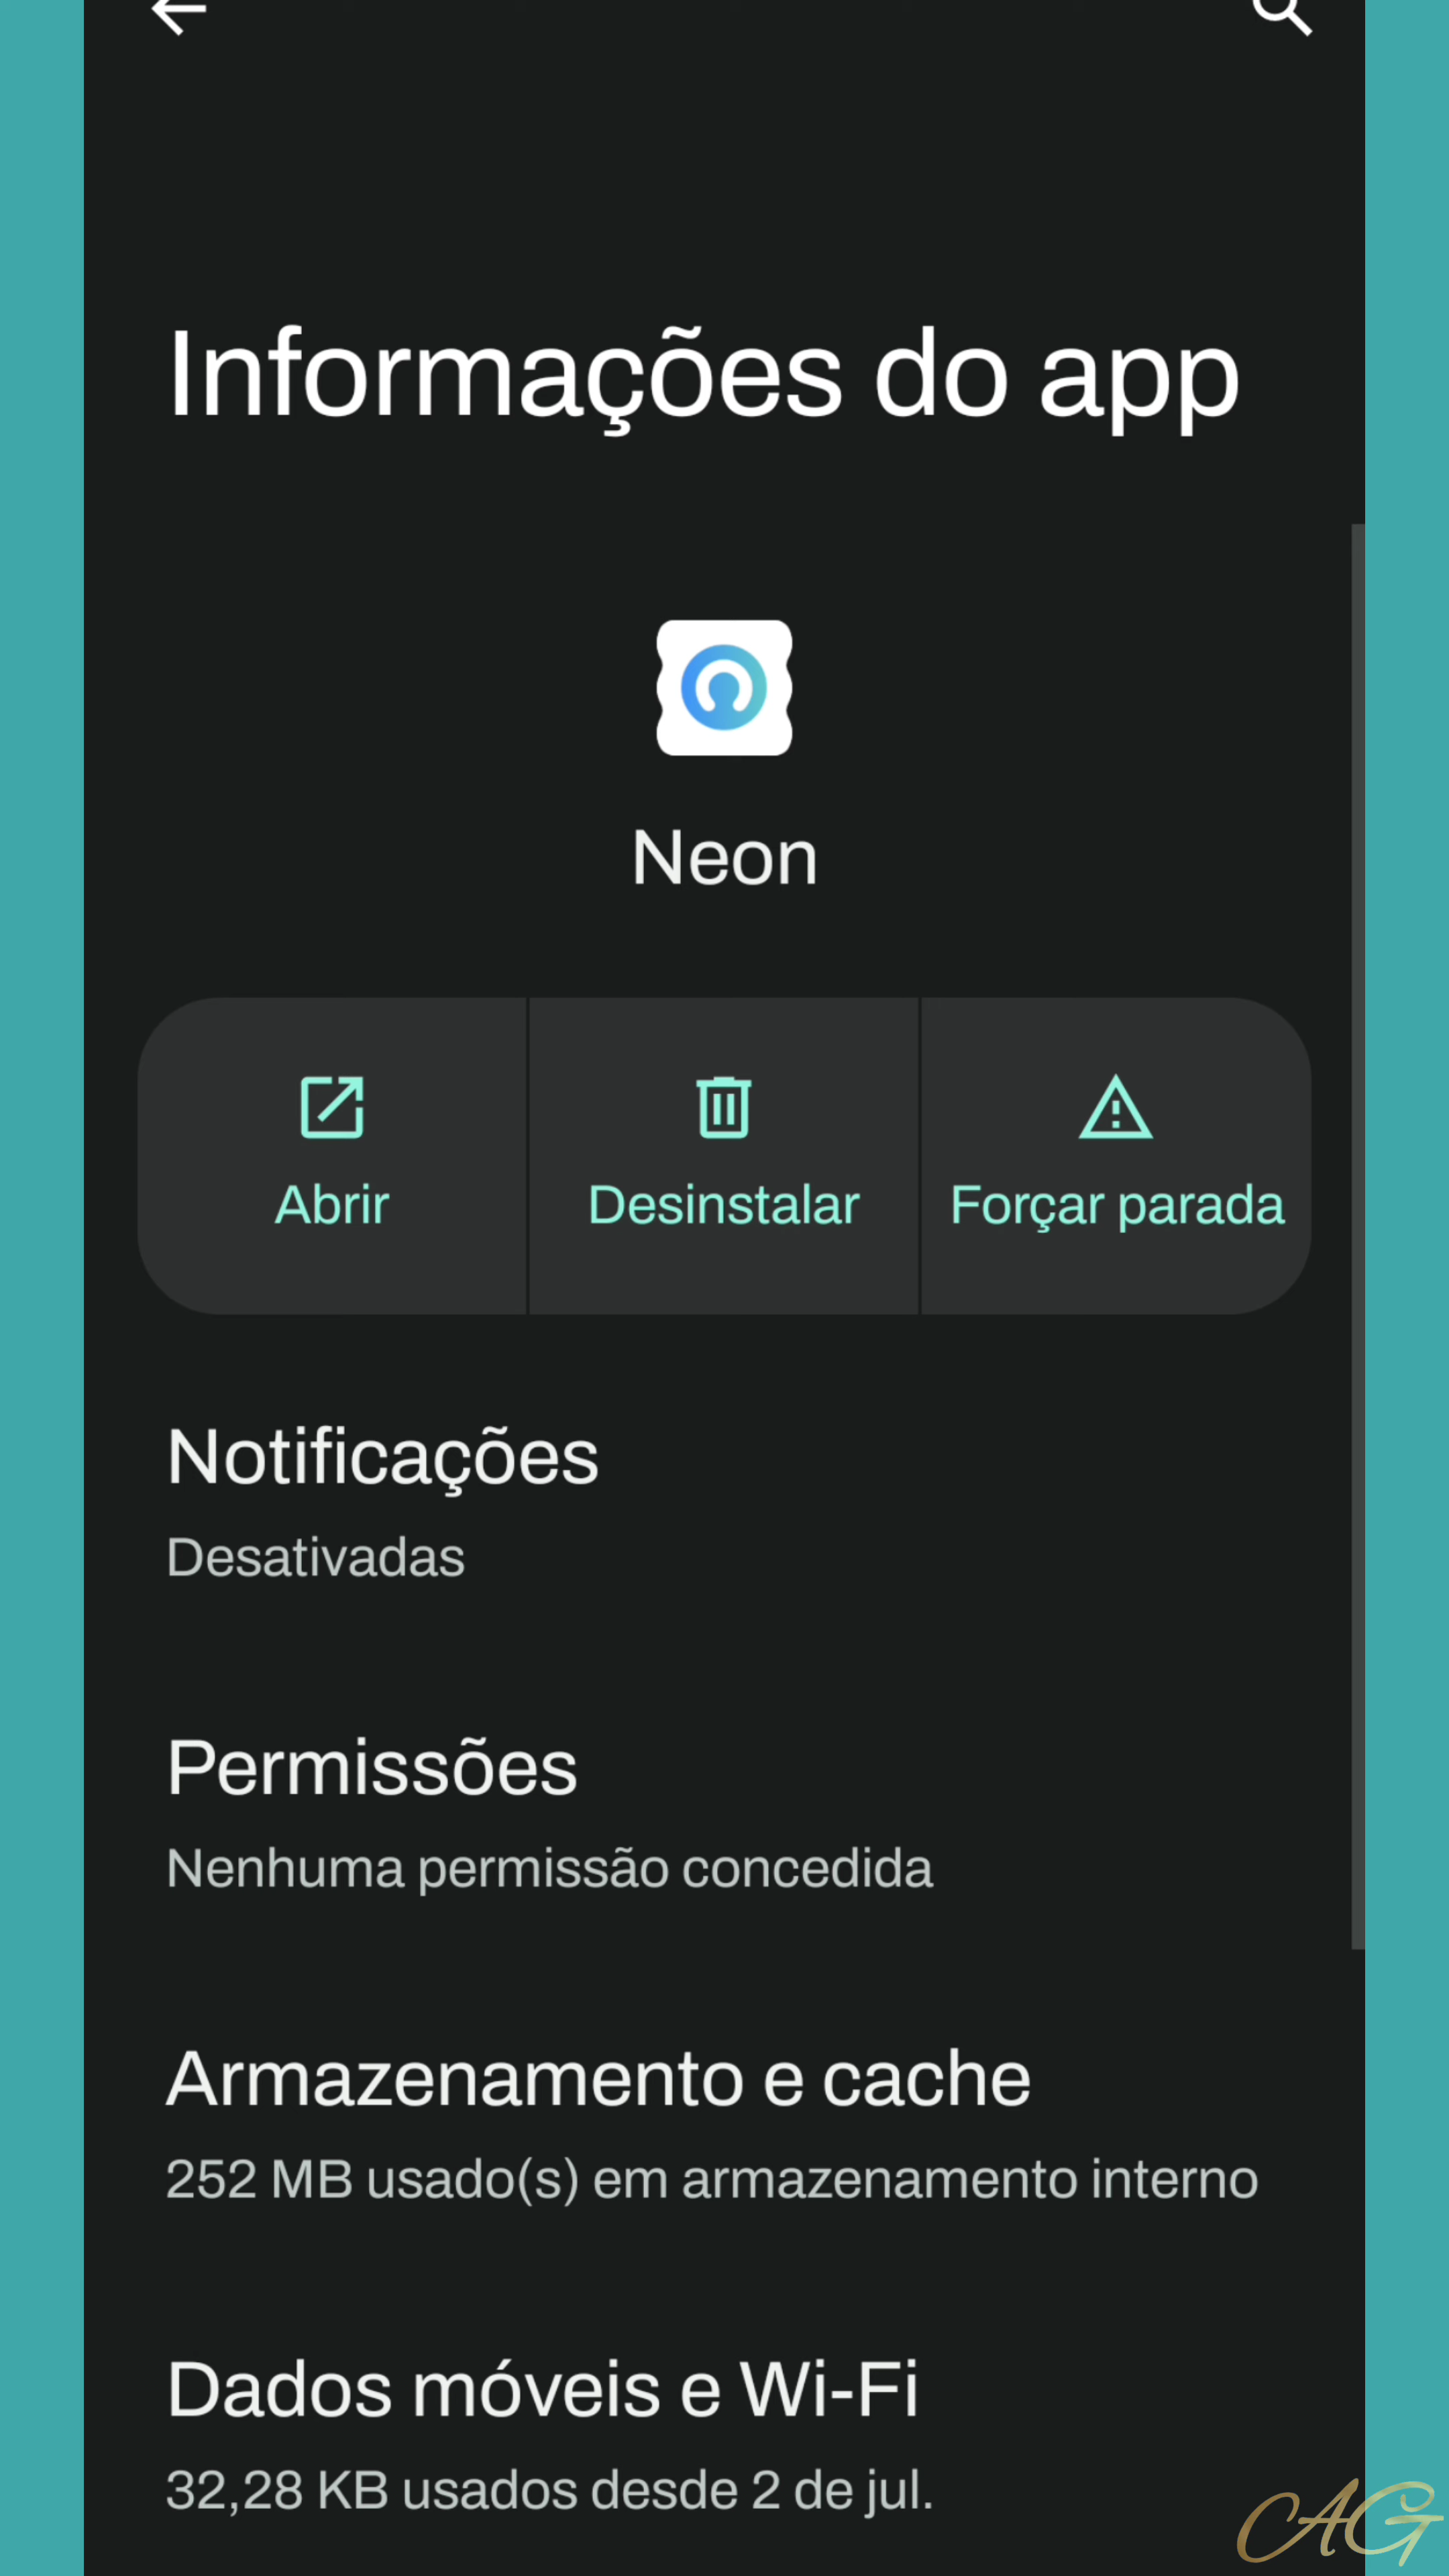 Informações do app
Neon
Abrir
Desinstalar
Forçar parada
Notificações
Desativadas
Permissões
Nenhuma permissão concedida
Armazenamento e cache
252 MB usado(s) em armazenamento interno
Dados móveis e Wi-Fi
32,28 KB usados desde 2 de jul.
CAG